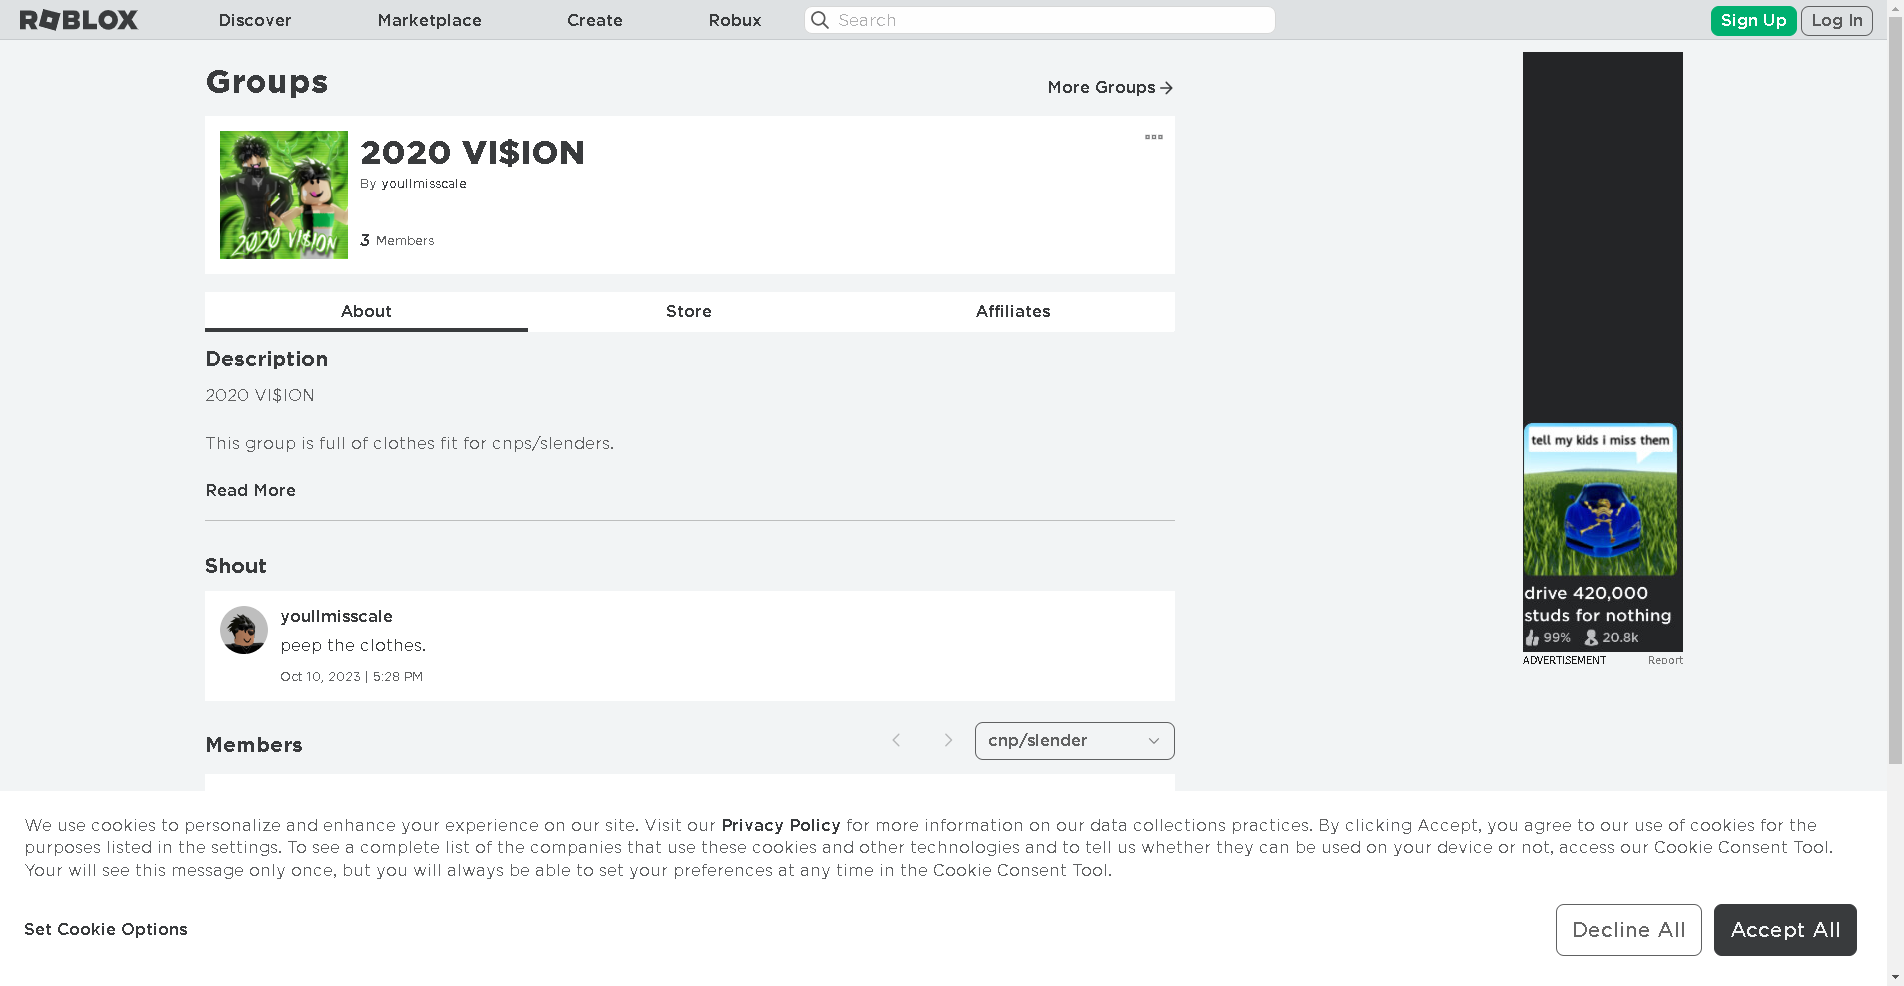 ROBLOX
Discover
Marketplace
Create
Robux
Search
Sign Up
Log In
Groups
More Groups
2020 VI$ION
2020 VI$ION
By youllmisscale
3 Members
About
Store
Affiliates
Description
2020 VI$ION
This group is full of clothes fit for cnps/slenders.
Read More
Shout
youllmisscale
peep the clothes.
Oct 10, 2023 | 5:28 PM
Members
cnp/slender
tell my kids i miss them
drive 420,000
studs for nothing
99% 20.8k
ADVERTISEMENT
Report
We use cookies to personalize and enhance your experience on our site. Visit our Privacy Policy for more information on our data collections practices. By clicking Accept, you agree to our use of cookies for the
purposes listed in the settings. To see a complete list of the companies that use these cookies and other technologies and to tell us whether they can be used on your device or not, access our Cookie Consent Tool.
Your will see this message only once, but you will always be able to set your preferences at any time in the Cookie Consent Tool.
Set Cookie Options
Decline All
Accept All